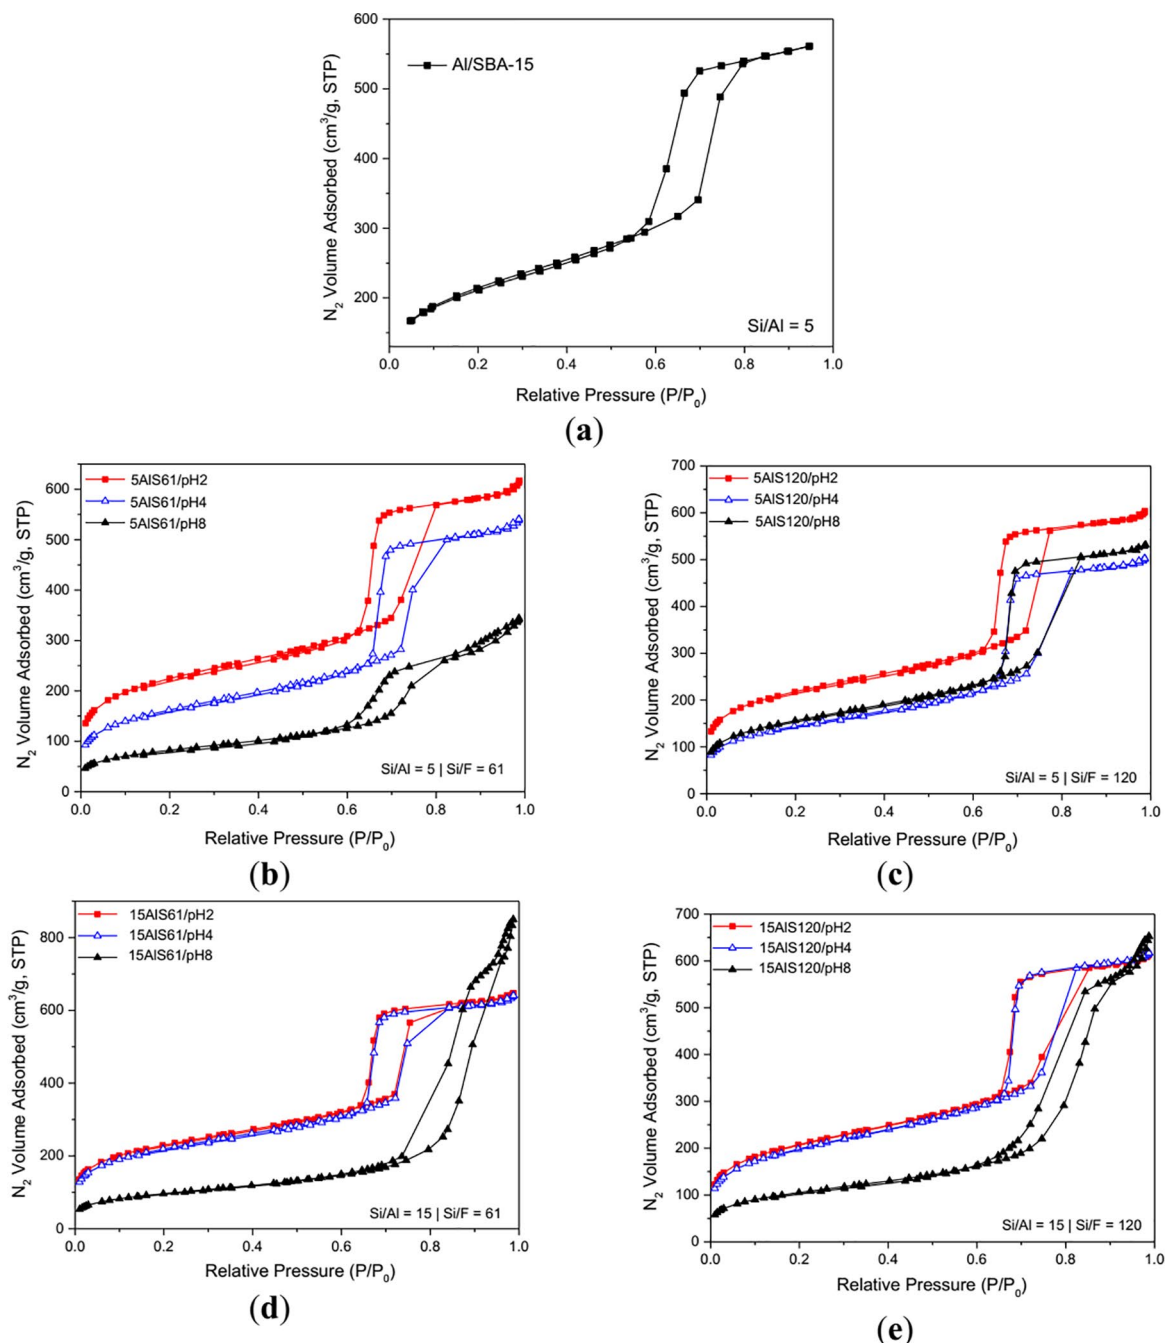 600
500
400
300
200
N₂ Volume Adsorbed (cm³/g, STP)
Al/SBA-15
Si/Al = 5
0.0 0.2 0.4 0.6 0.8 1.0
Relative Pressure (P/P₀)
(a)
600
500
400
300
200
100
0
N₂ Volume Adsorbed (cm³/g, STP)
5AlS61/pH2
5AlS61/pH4
5AlS61/pH8
Si/Al = 5 | Si/F = 61
0.0 0.2 0.4 0.6 0.8 1.0
Relative Pressure (P/P₀)
(b)
700
600
500
400
300
200
100
0
N₂ Volume Adsorbed (cm³/g, STP)
5AlS120/pH2
5AlS120/pH4
5AlS120/pH8
Si/Al = 5 | Si/F = 120
0.0 0.2 0.4 0.6 0.8 1.0
Relative Pressure (P/P₀)
(c)
800
600
400
200
0
N₂ Volume Adsorbed (cm³/g, STP)
15AlS61/pH2
15AlS61/pH4
15AlS61/pH8
Si/Al = 15 | Si/F = 61
0.0 0.2 0.4 0.6 0.8 1.0
Relative Pressure (P/P₀)
(d)
700
600
500
400
300
200
100
0
N₂ Volume Adsorbed (cm³/g, STP)
15AlS120/pH2
15AlS120/pH4
15AlS120/pH8
Si/Al = 15 | Si/F = 120
0.0 0.2 0.4 0.6 0.8 1.0
Relative Pressure (P/P₀)
(e)